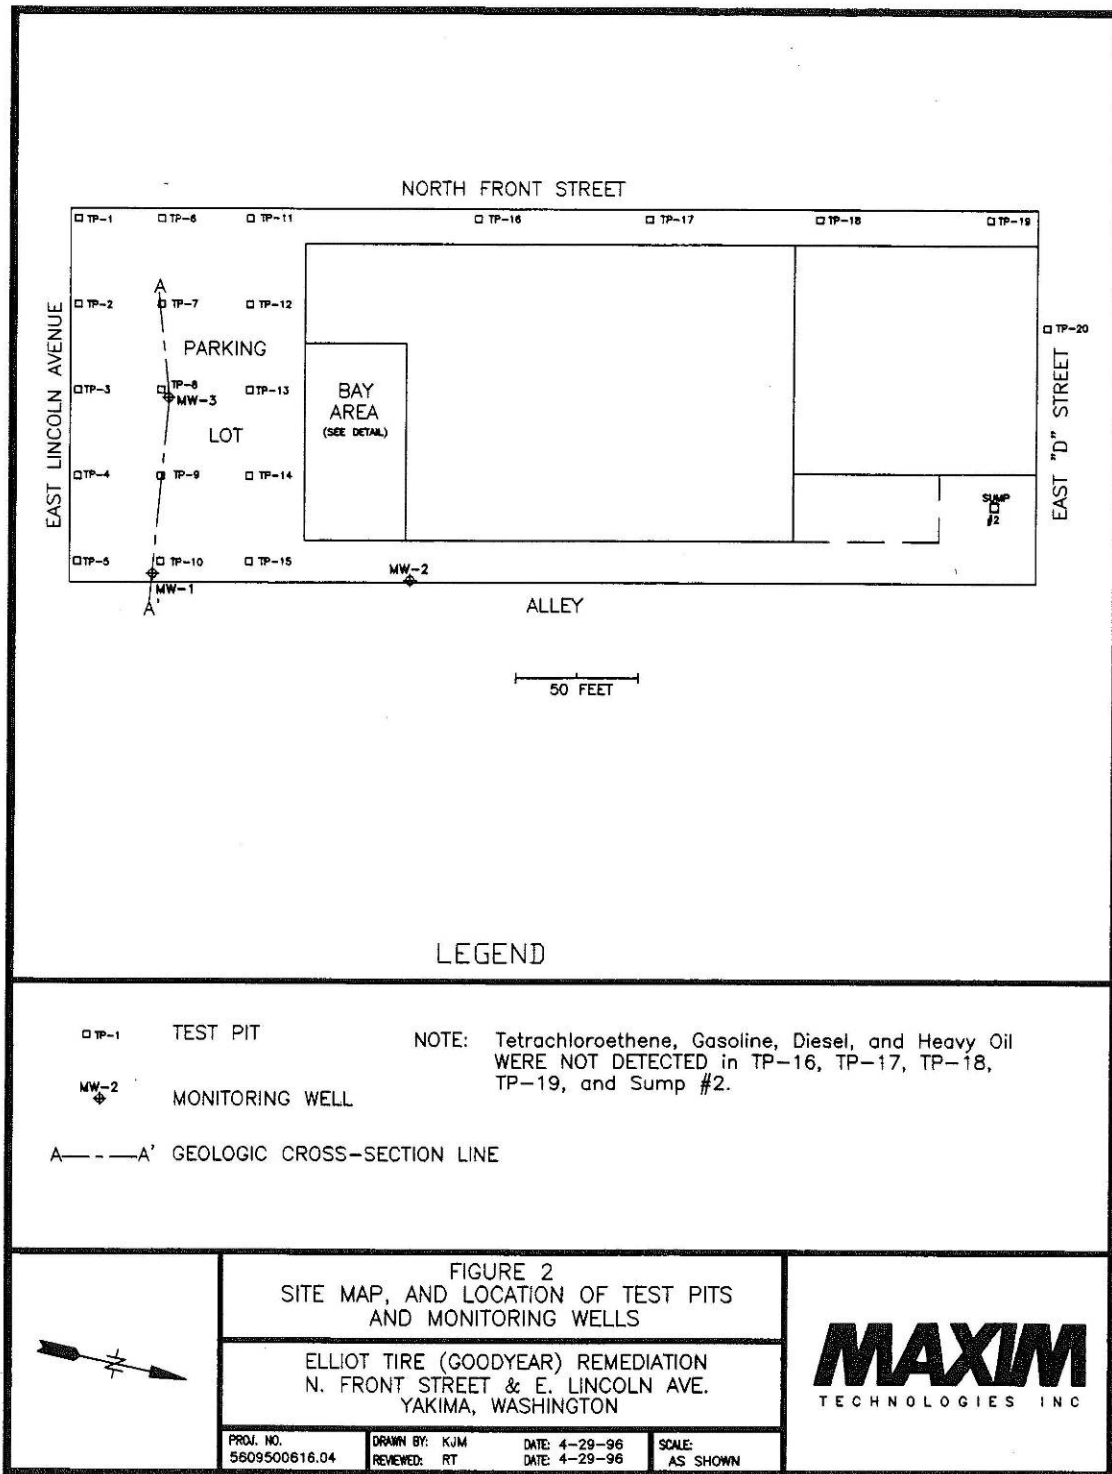 NORTH FRONT STREET
TP-1
TP-6
TP-11
TP-16
TP-17
TP-18
TP-19
A
TP-2
TP-7
TP-12
TP-20
PARKING
TP-3
TP-8
MW-3
TP-13
BAY
AREA
(SEE DETAIL)
LOT
TP-4
TP-9
TP-14
EAST LINCOLN AVENUE
EAST "D" STREET
SUMP
#2
TP-5
TP-10
TP-15
MW-2
MW-1
A'
ALLEY
50 FEET
LEGEND
TP-1 TEST PIT
MW-2 MONITORING WELL
A A' GEOLOGIC CROSS-SECTION LINE
NOTE: Tetrachloroethene, Gasoline, Diesel, and Heavy Oil
WERE NOT DETECTED in TP-16, TP-17, TP-18,
TP-19, and Sump #2.
N
FIGURE 2
SITE MAP, AND LOCATION OF TEST PITS
AND MONITORING WELLS
ELLIOT TIRE (GOODYEAR) REMEDIATION
N. FRONT STREET & E. LINCOLN AVE.
YAKIMA, WASHINGTON
PROJ. NO.
5609500616.04
DRAWN BY: KJM DATE: 4-29-96
REVIEWED: RT DATE: 4-29-96
SCALE:
AS SHOWN
MAXIM
TECHNOLOGIES INC